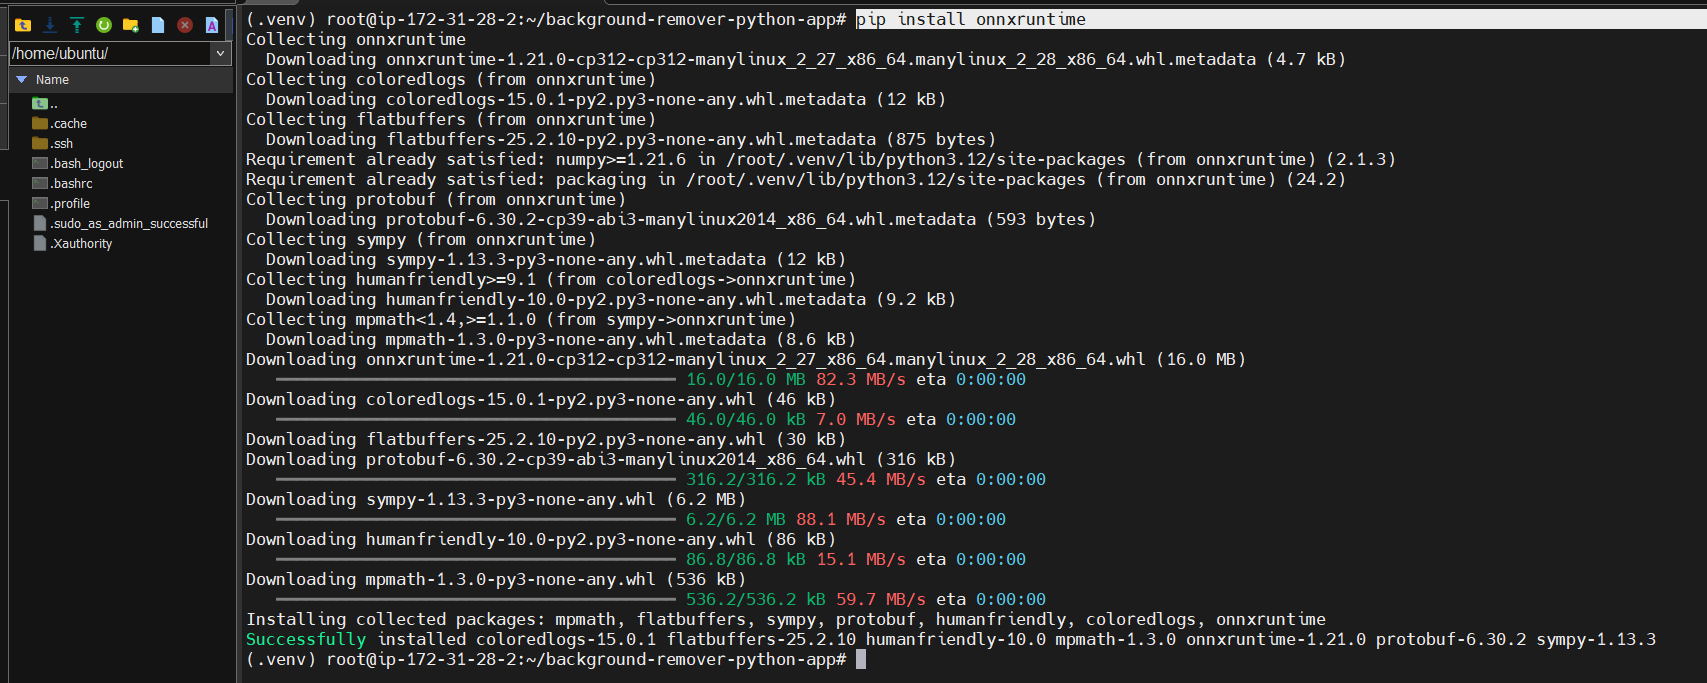 /home/ubuntu/
Name
..
.cache
.ssh
.bash_logout
.bashrc
.profile
.sudo_as_admin_successful
.Xauthority
(.venv) root@ip-172-31-28-2:~/background-remover-python-app# pip install onnxruntime
Collecting onnxruntime
  Downloading onnxruntime-1.21.0-cp312-cp312-manylinux_2_27_x86_64.manylinux_2_28_x86_64.whl.metadata (4.7 kB)
Collecting coloredlogs (from onnxruntime)
  Downloading coloredlogs-15.0.1-py2.py3-none-any.whl.metadata (12 kB)
Collecting flatbuffers (from onnxruntime)
  Downloading flatbuffers-25.2.10-py2.py3-none-any.whl.metadata (875 bytes)
Requirement already satisfied: numpy>=1.21.6 in /root/.venv/lib/python3.12/site-packages (from onnxruntime) (2.1.3)
Requirement already satisfied: packaging in /root/.venv/lib/python3.12/site-packages (from onnxruntime) (24.2)
Collecting protobuf (from onnxruntime)
  Downloading protobuf-6.30.2-cp39-abi3-manylinux2014_x86_64.whl.metadata (593 bytes)
Collecting sympy (from onnxruntime)
  Downloading sympy-1.13.3-py3-none-any.whl.metadata (12 kB)
Collecting humanfriendly>=9.1 (from coloredlogs->onnxruntime)
  Downloading humanfriendly-10.0-py2.py3-none-any.whl.metadata (9.2 kB)
Collecting mpmath<1.4,>=1.1.0 (from sympy->onnxruntime)
  Downloading mpmath-1.3.0-py3-none-any.whl.metadata (8.6 kB)
Downloading onnxruntime-1.21.0-cp312-cp312-manylinux_2_27_x86_64.manylinux_2_28_x86_64.whl (16.0 MB)
16.0/16.0 MB 82.3 MB/s eta 0:00:00
Downloading coloredlogs-15.0.1-py2.py3-none-any.whl (46 kB)
46.0/46.0 kB 7.0 MB/s eta 0:00:00
Downloading flatbuffers-25.2.10-py2.py3-none-any.whl (30 kB)
Downloading protobuf-6.30.2-cp39-abi3-manylinux2014_x86_64.whl (316 kB)
316.2/316.2 kB 45.4 MB/s eta 0:00:00
Downloading sympy-1.13.3-py3-none-any.whl (6.2 MB)
6.2/6.2 MB 88.1 MB/s eta 0:00:00
Downloading humanfriendly-10.0-py2.py3-none-any.whl (86 kB)
86.8/86.8 kB 15.1 MB/s eta 0:00:00
Downloading mpmath-1.3.0-py3-none-any.whl (536 kB)
536.2/536.2 kB 59.7 MB/s eta 0:00:00
Installing collected packages: mpmath, flatbuffers, sympy, protobuf, humanfriendly, coloredlogs, onnxruntime
Successfully installed coloredlogs-15.0.1 flatbuffers-25.2.10 humanfriendly-10.0 mpmath-1.3.0 onnxruntime-1.21.0 protobuf-6.30.2 sympy-1.13.3
(.venv) root@ip-172-31-28-2:~/background-remover-python-app#